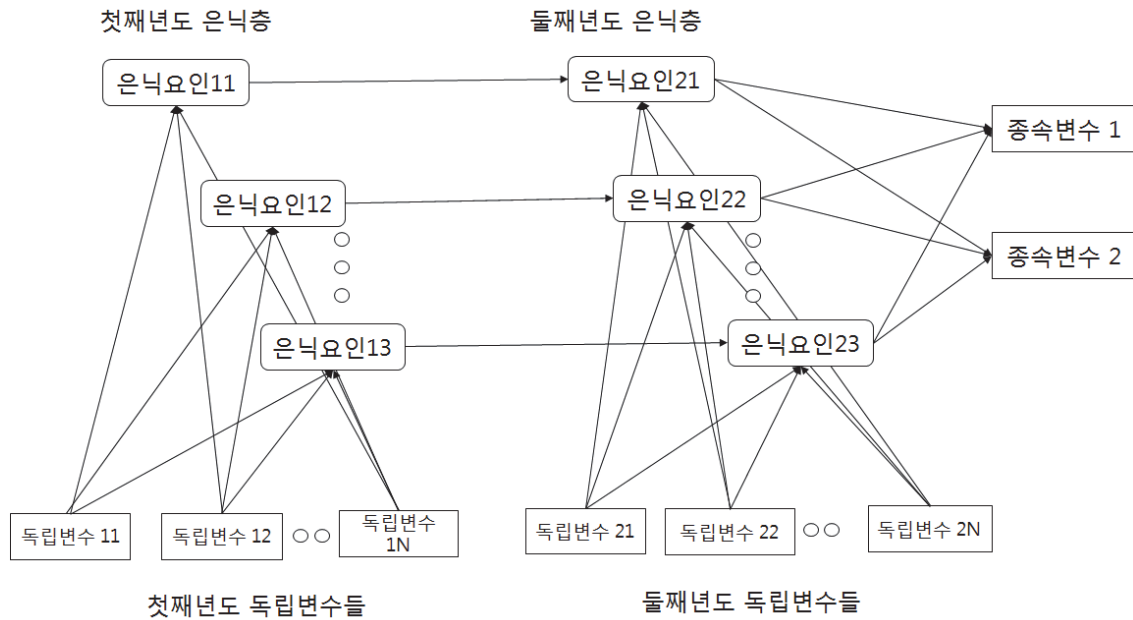 첫째년도 은닉층
둘째년도 은닉층
은닉요인11
은닉요인21
종속변수 1
은닉요인12
은닉요인22
종속변수 2
은닉요인13
은닉요인23
독립변수 11
독립변수 12
독립변수
1N
독립변수 21
독립변수 22
독립변수 2N
첫째년도 독립변수들
둘째년도 독립변수들